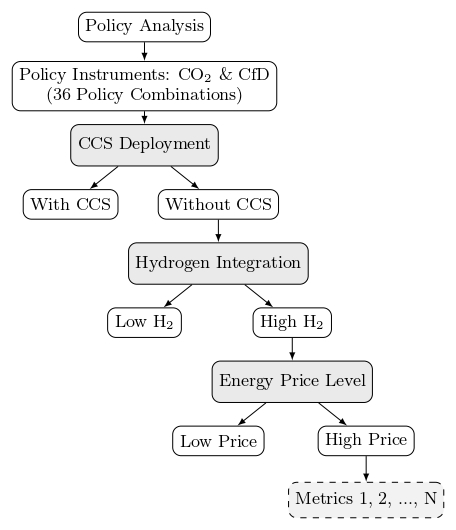 Policy Analysis
Policy Instruments: CO₂ & CfD
(36 Policy Combinations)
CCS Deployment
With CCS
Without CCS
Hydrogen Integration
Low H₂
High H₂
Energy Price Level
Low Price
High Price
Metrics 1, 2, ..., N